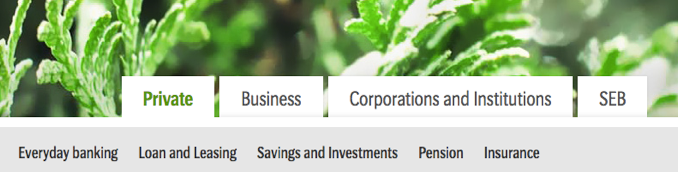 Private Business Corporations and Institutions SEB
Everyday banking Loan and Leasing Savings and Investments Pension Insurance